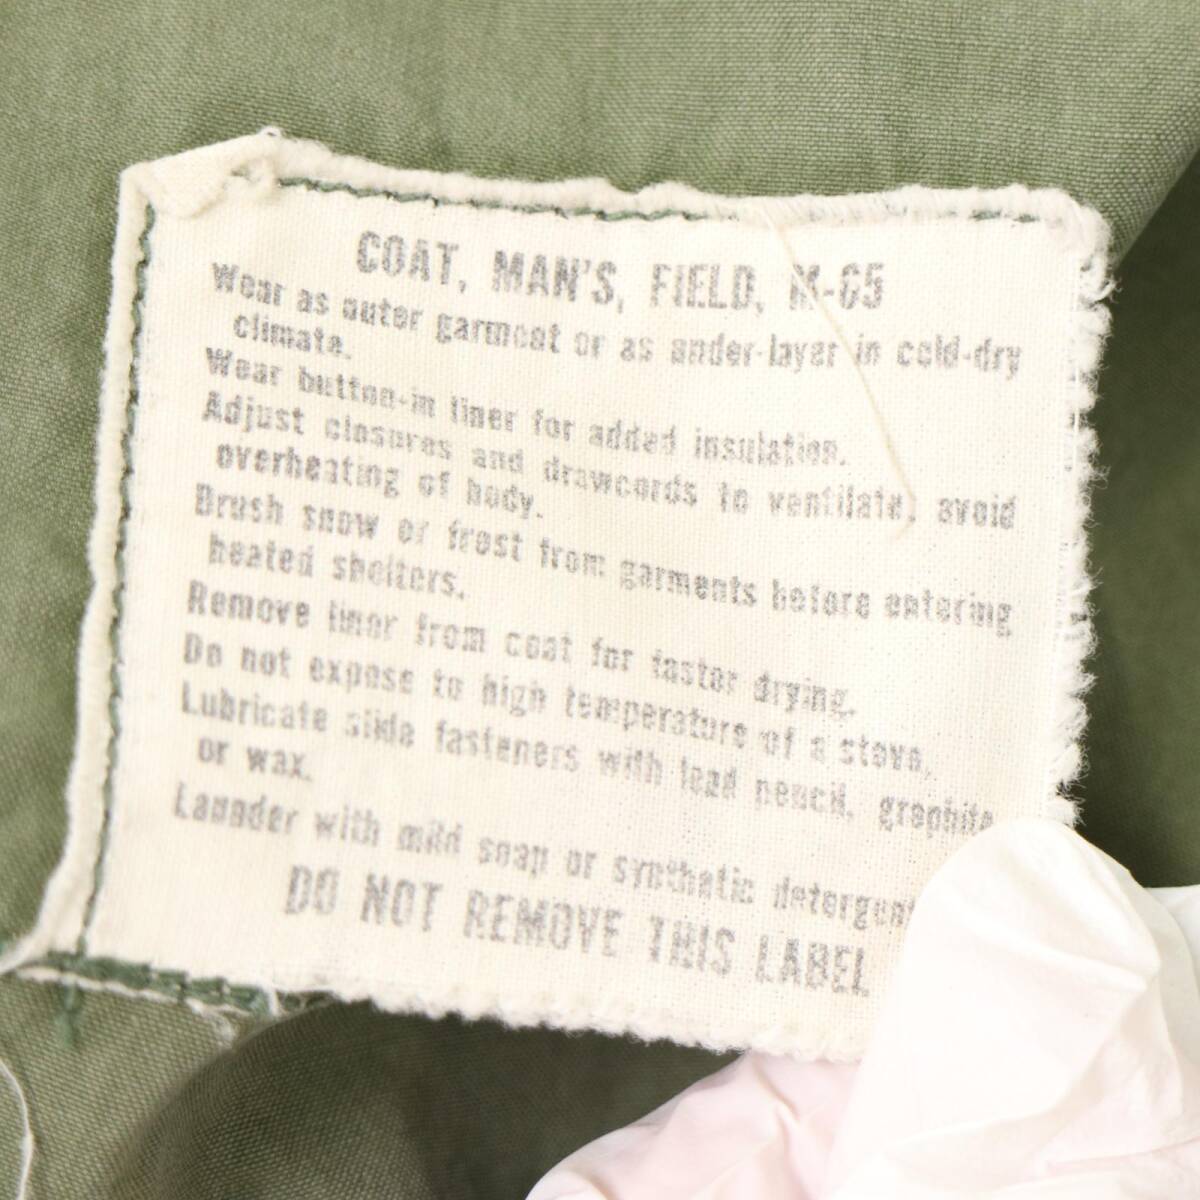 COAT, MAN'S, FIELD, M-65
Wear as outer garment or as under-layer in cold-dry
climate.
Wear button-in liner for added insulation.
Adjust closures and drawcords to ventilate, avoid
overheating of body.
Brush snow or frost from garments before entering
heated shelters.
Remove liner from coat for faster drying.
Do not expose to high temperature of a stove.
Lubricate slide fasteners with lead pencil, graphite
or wax.
Launder with mild soap or synthetic detergent
DO NOT REMOVE THIS LABEL